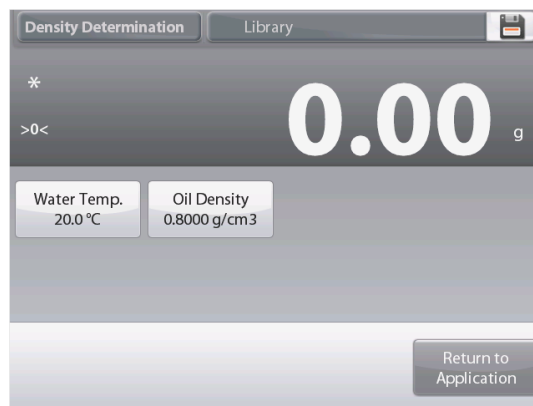 Density Determination
Library
*
0.00 g
>0<
Water Temp.
20.0 °C
Oil Density
0.8000 g/cm3
Return to
Application